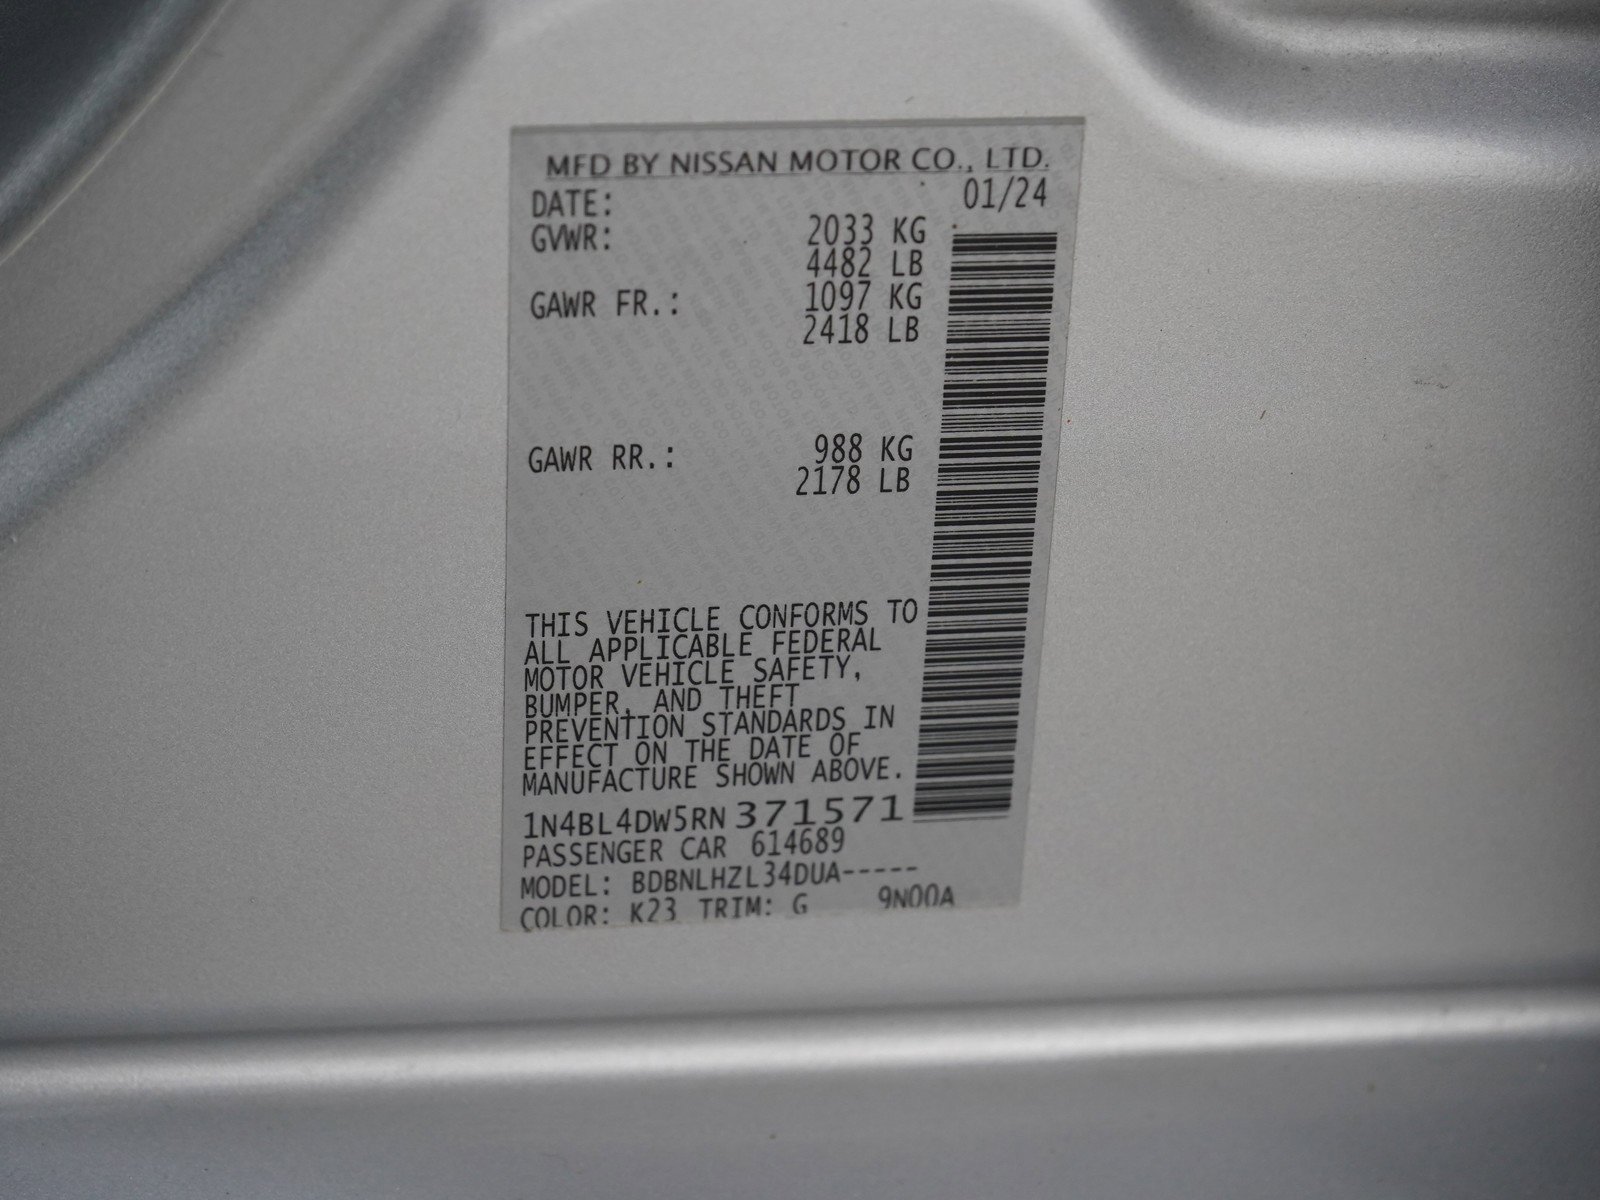 MFD BY NISSAN MOTOR CO., LTD.
DATE: 01/24
GVWR: 2033 KG
4482 LB
GAWR FR.: 1097 KG
2418 LB
GAWR RR.: 988 KG
2178 LB
THIS VEHICLE CONFORMS TO
ALL APPLICABLE FEDERAL
MOTOR VEHICLE SAFETY,
BUMPER, AND THEFT
PREVENTION STANDARDS IN
EFFECT ON THE DATE OF
MANUFACTURE SHOWN ABOVE.
1N4BL4DW5RN371571
PASSENGER CAR 614689
MODEL: BDBNLHZL34DUA-----
COLOR: K23 TRIM: G 9N00A